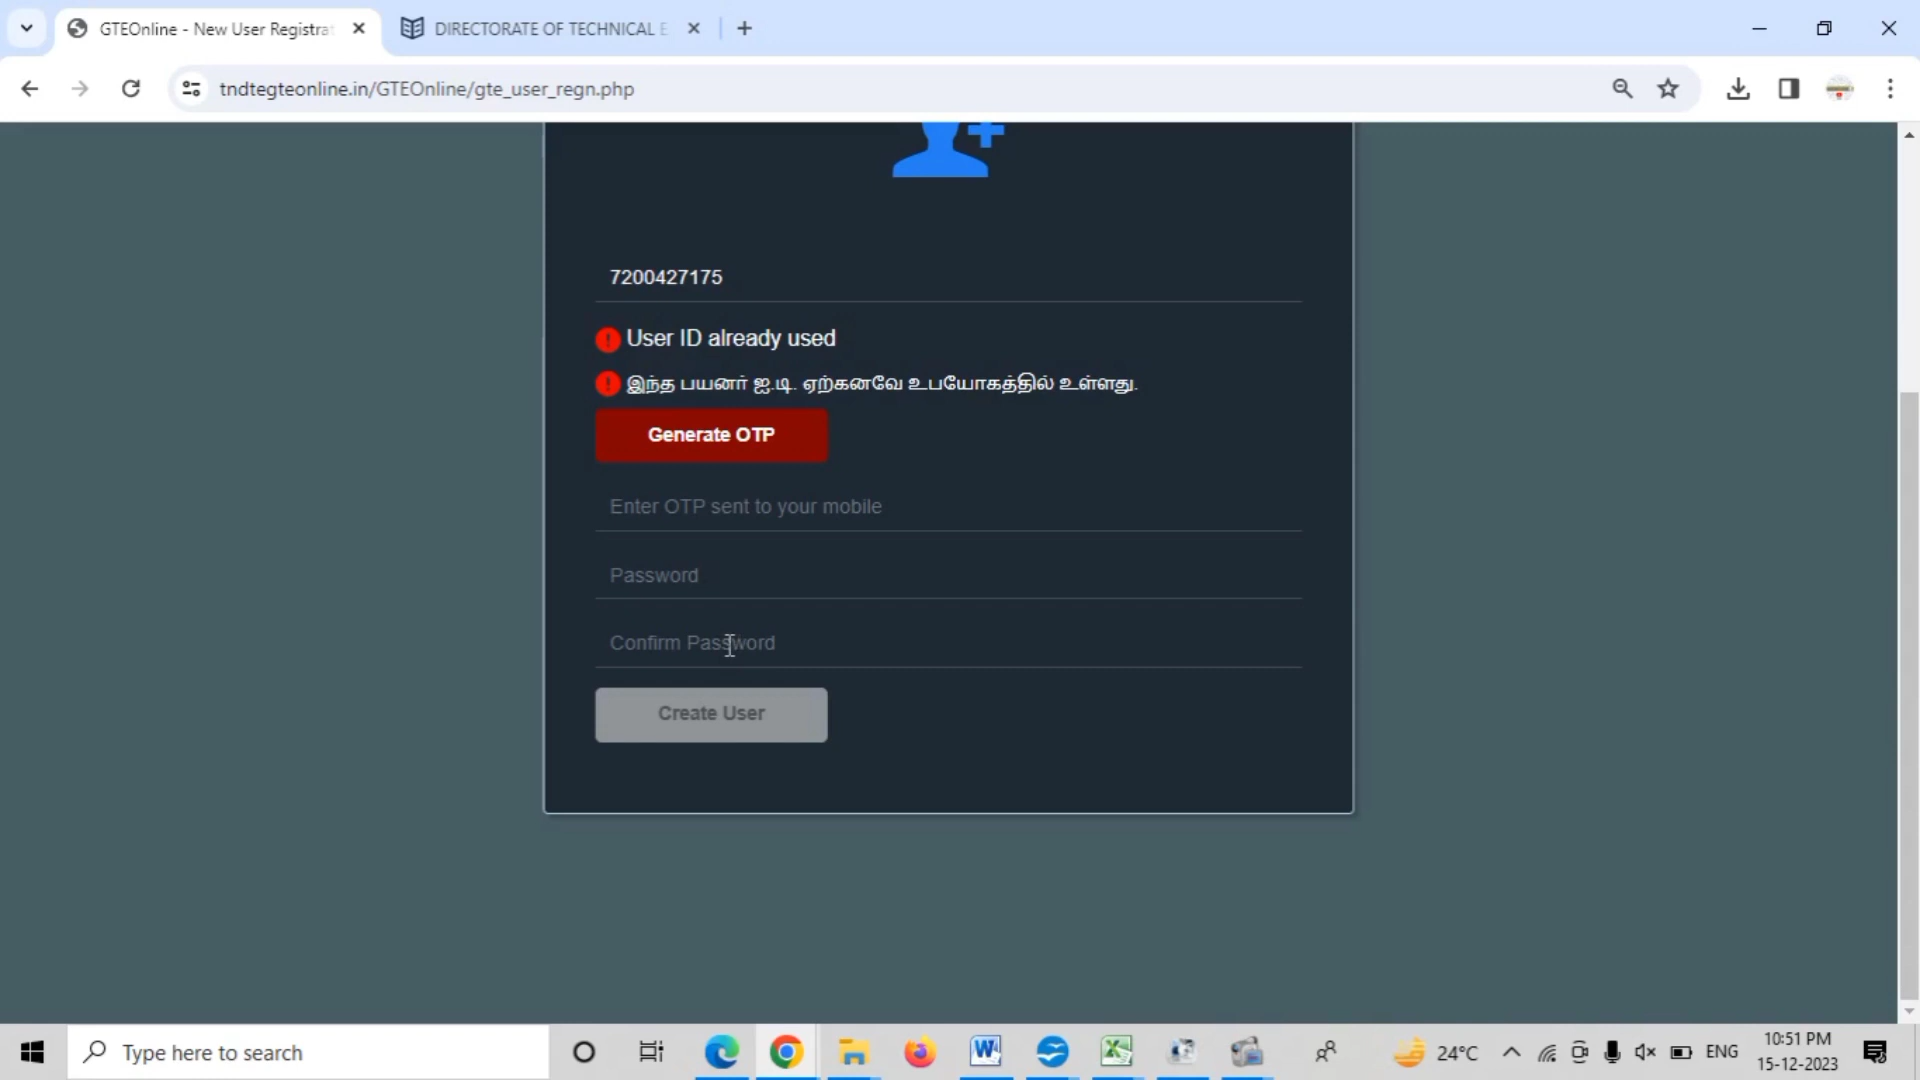 GTEOnline - New User Registrat
DIRECTORATE OF TECHNICAL E
tndtegteonline.in/GTEOnline/gte_user_regn.php
7200427175
User ID already used
இந்த பயனர் ஐ.டி. ஏற்கனவே உபயோகத்தில் உள்ளது.
Generate OTP
Enter OTP sent to your mobile
Password
Confirm Password
Create User
Type here to search
24°C
ENG
10:51 PM
15-12-2023